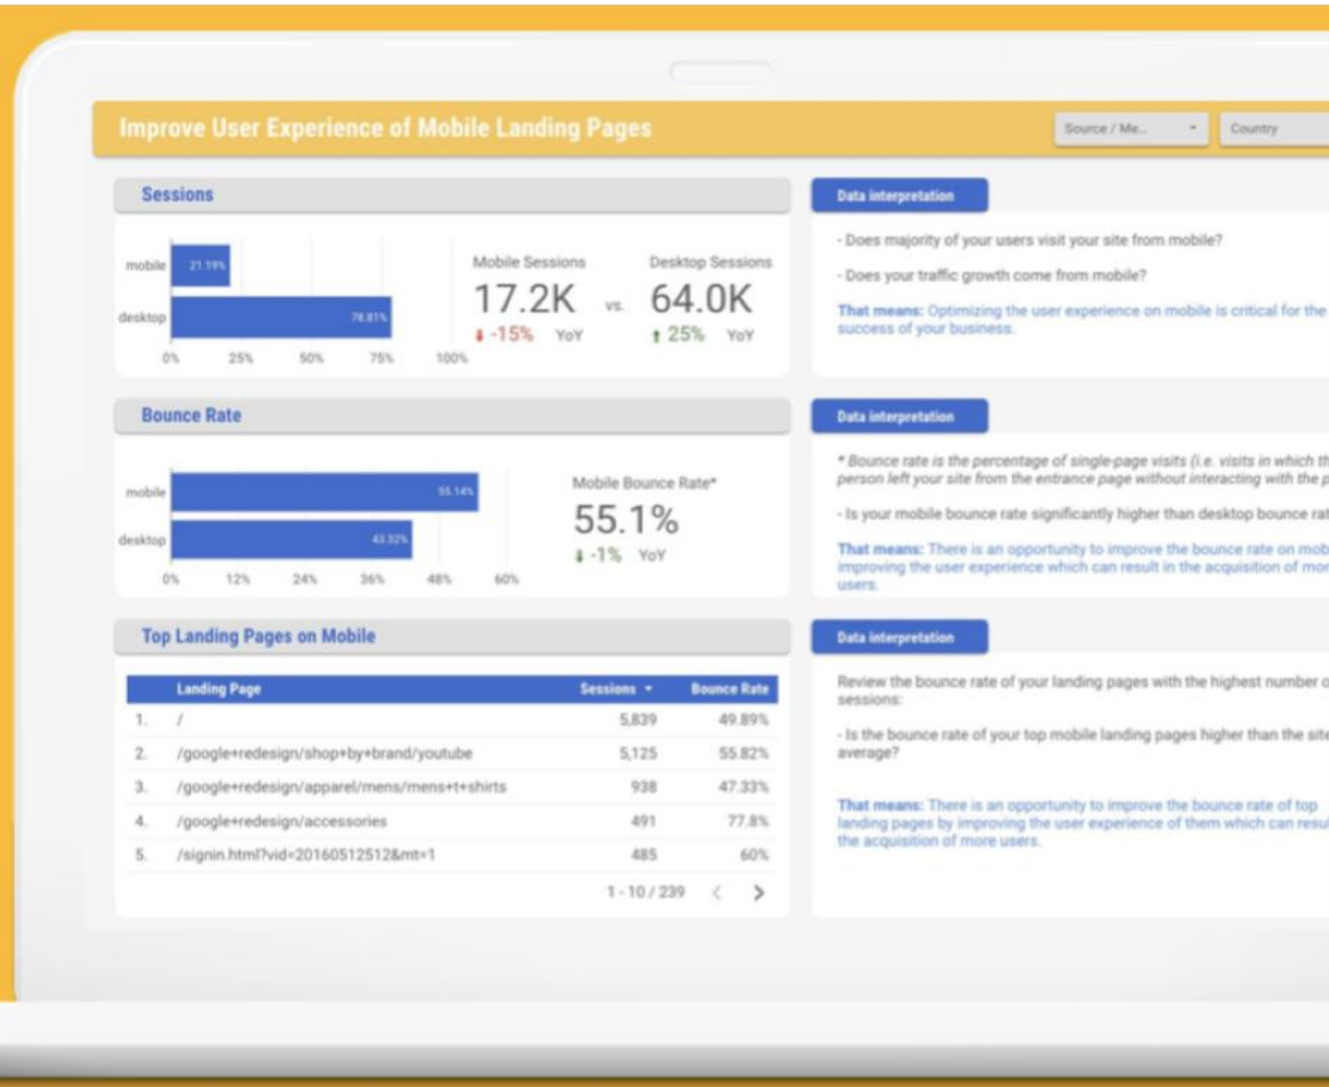 Improve User Experience of Mobile Landing Pages
Source / Me...
Country
Sessions
mobile
21.19%
desktop
78.81%
0% 25% 50% 75% 100%
Mobile Sessions
17.2K
-15% YoY
vs.
Desktop Sessions
64.0K
25% YoY
Data interpretation
- Does majority of your users visit your site from mobile?
- Does your traffic growth come from mobile?
That means: Optimizing the user experience on mobile is critical for the
success of your business.
Bounce Rate
mobile
55.14%
desktop
43.32%
0% 12% 24% 36% 48% 60%
Mobile Bounce Rate*
55.1%
-1% YoY
Data interpretation
* Bounce rate is the percentage of single-page visits (i.e. visits in which th
person left your site from the entrance page without interacting with the p
- Is your mobile bounce rate significantly higher than desktop bounce rat
That means: There is an opportunity to improve the bounce rate on mob
improving the user experience which can result in the acquisition of mor
users.
Top Landing Pages on Mobile
Landing Page Sessions Bounce Rate
1. / 5,839 49.89%
2. /google+redesign/shop+by+brand/youtube 5,125 55.82%
3. /google+redesign/apparel/mens/mens+t+shirts 938 47.33%
4. /google+redesign/accessories 491 77.8%
5. /signin.html?vid=20160512512&mt=1 485 60%
1 - 10 / 239 < >
Data interpretation
Review the bounce rate of your landing pages with the highest number o
sessions:
- Is the bounce rate of your top mobile landing pages higher than the site
average?
That means: There is an opportunity to improve the bounce rate of top
landing pages by improving the user experience of them which can resul
the acquisition of more users.